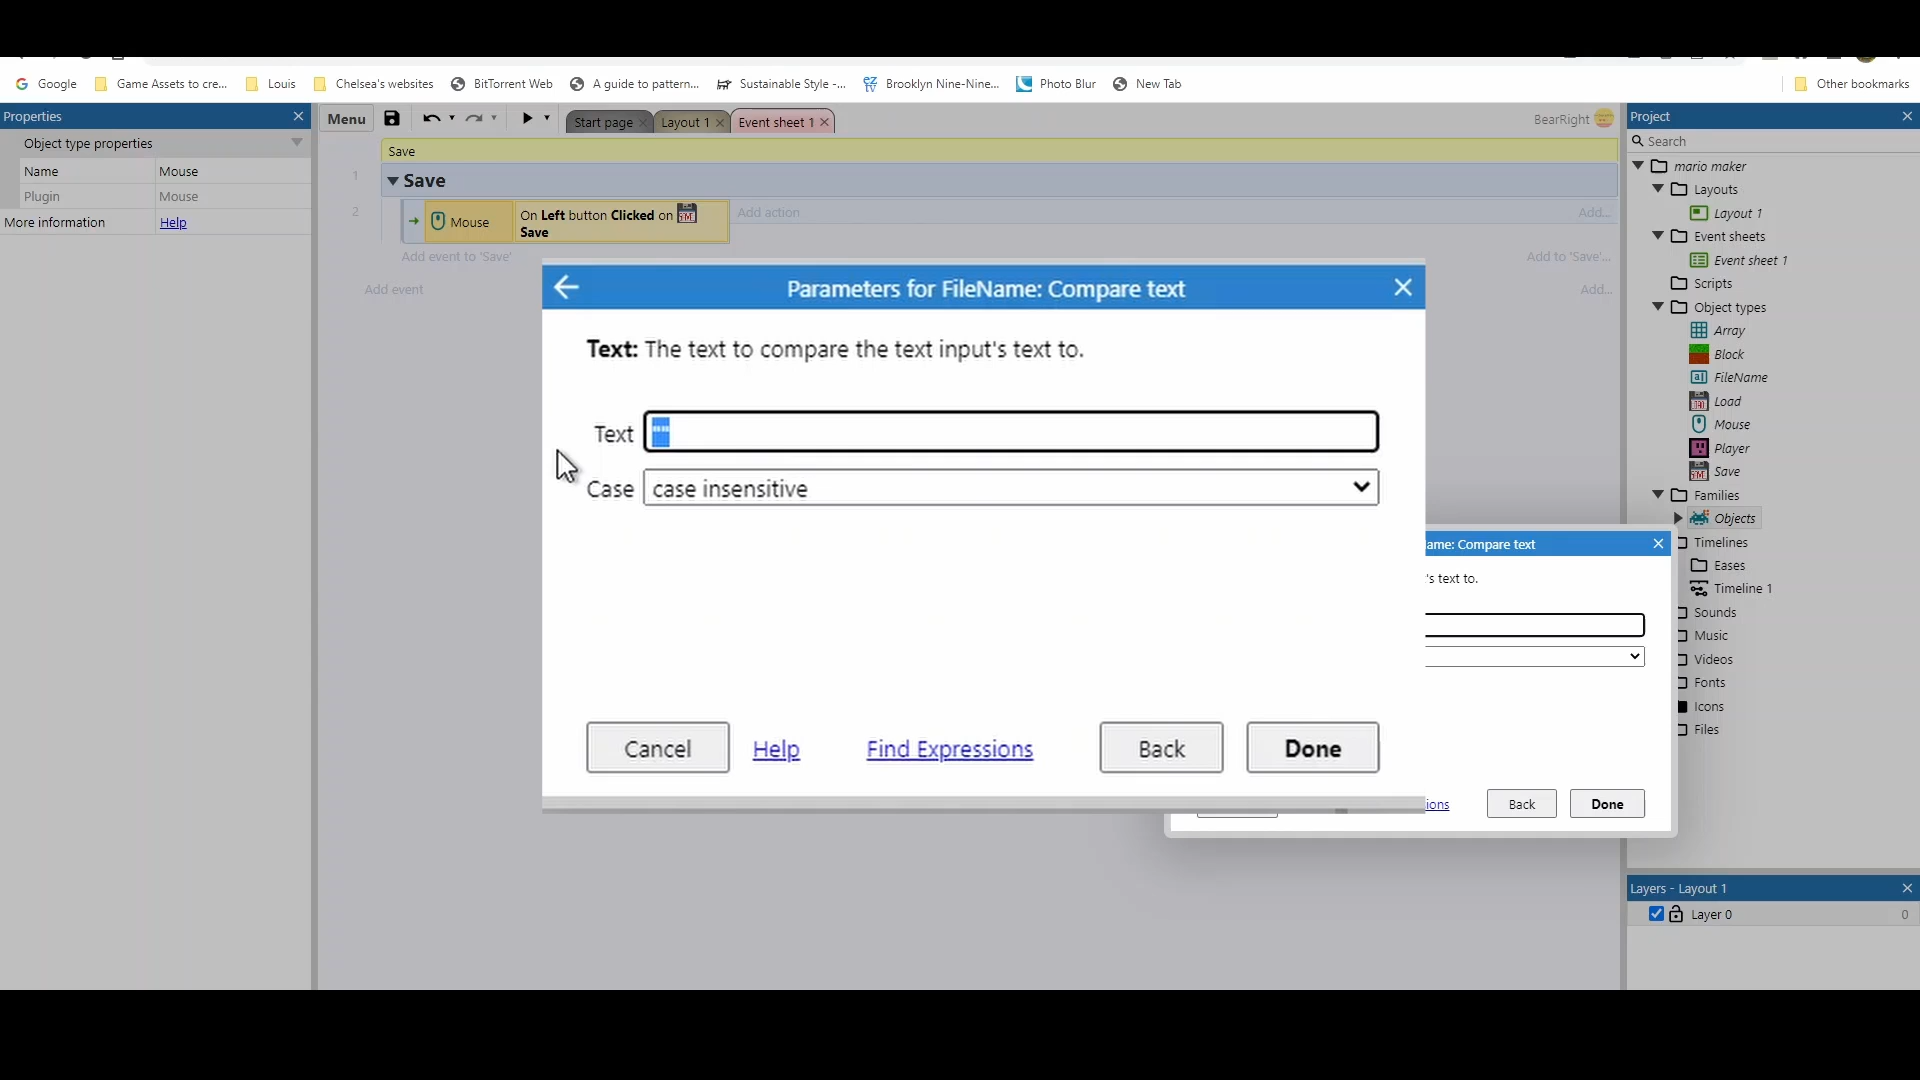 Google
Game Assets to cre...
Louis
Chelsea's websites
BitTorrent Web
A guide to pattern...
Sustainable Style -...
Brooklyn Nine-Nine...
Photo Blur
New Tab
Other bookmarks
Properties
Object type properties
Name
Mouse
Plugin
Mouse
More information
Help
Menu
Start page
Layout 1
Event sheet 1
BearRight
Save
1
Save
2
Mouse
On Left button Clicked on
Save
Add action
Add...
Add event to 'Save'
Add to 'Save'...
Add event
Add...
Parameters for FileName: Compare text
Text: The text to compare the text input's text to.
Text
""
Case
case insensitive
Cancel
Help
Find Expressions
Back
Done
ame: Compare text
's text to.
ions
Back
Done
Project
Search
mario maker
Layouts
Layout 1
Event sheets
Event sheet 1
Scripts
Object types
Array
Block
FileName
Load
Mouse
Player
Save
Families
Objects
Timelines
Eases
Timeline 1
Sounds
Music
Videos
Fonts
Icons
Files
Layers - Layout 1
Layer 0
0